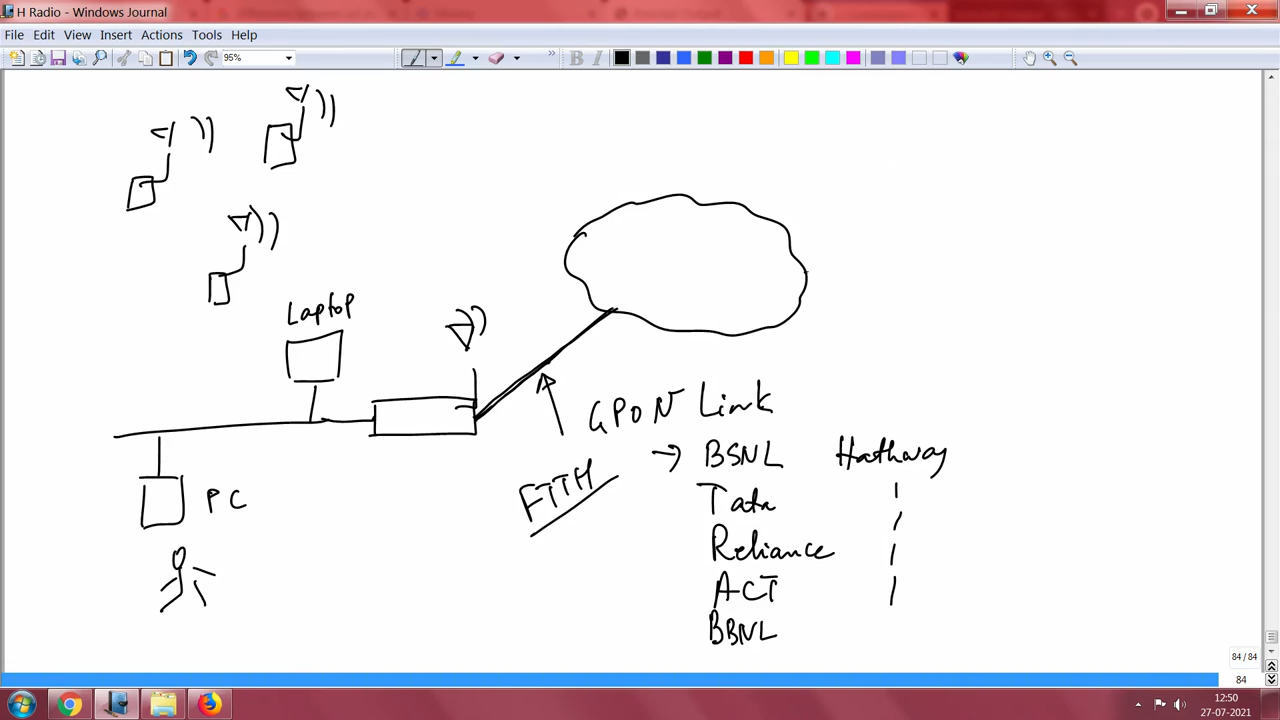 H Radio - Windows Journal
File Edit View Insert Actions Tools Help
95%
B I
Laptop
GPON Link
BSNL Hathway
FTTH
PC
Tata
Reliance
ACT
BBNL
84 / 84
84
12:50
27-07-2021